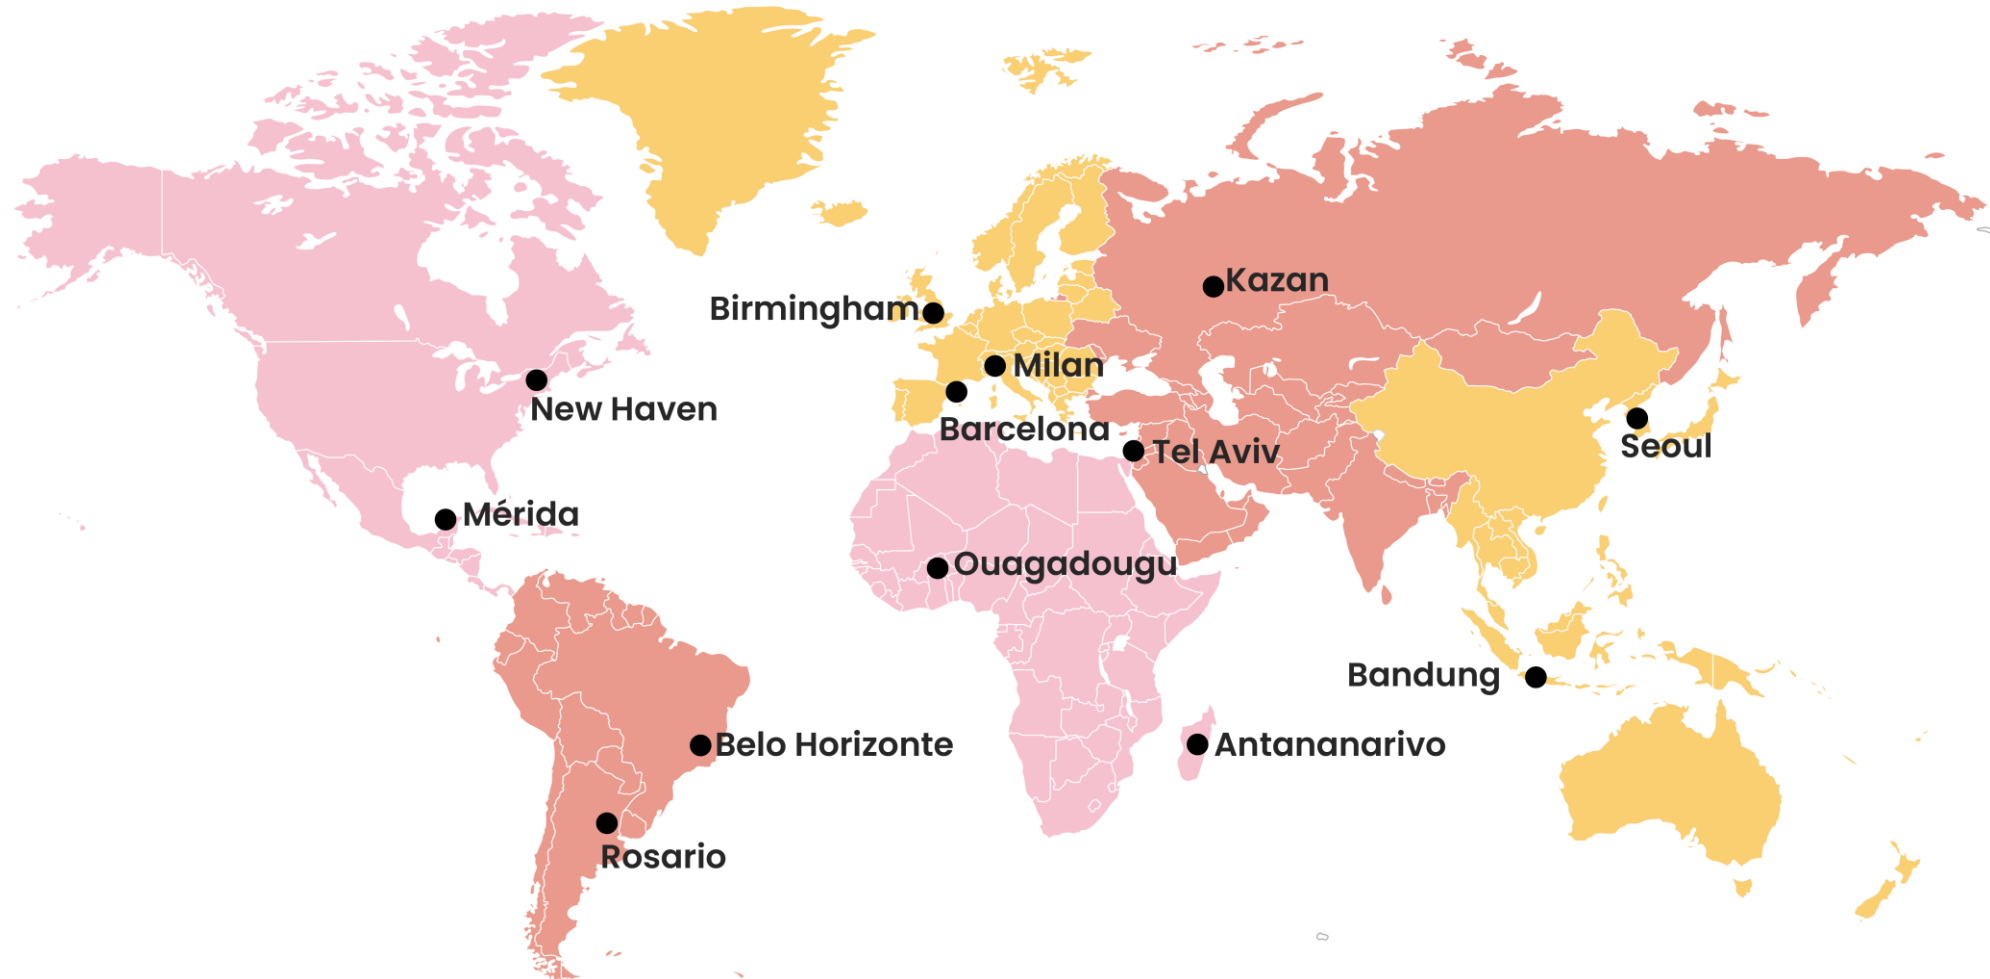 Kazan
Birmingham
Milan
New Haven
Barcelona
Seoul
Tel Aviv
Mérida
Ouagadougu
Bandung
Belo Horizonte
Antananarivo
Rosario